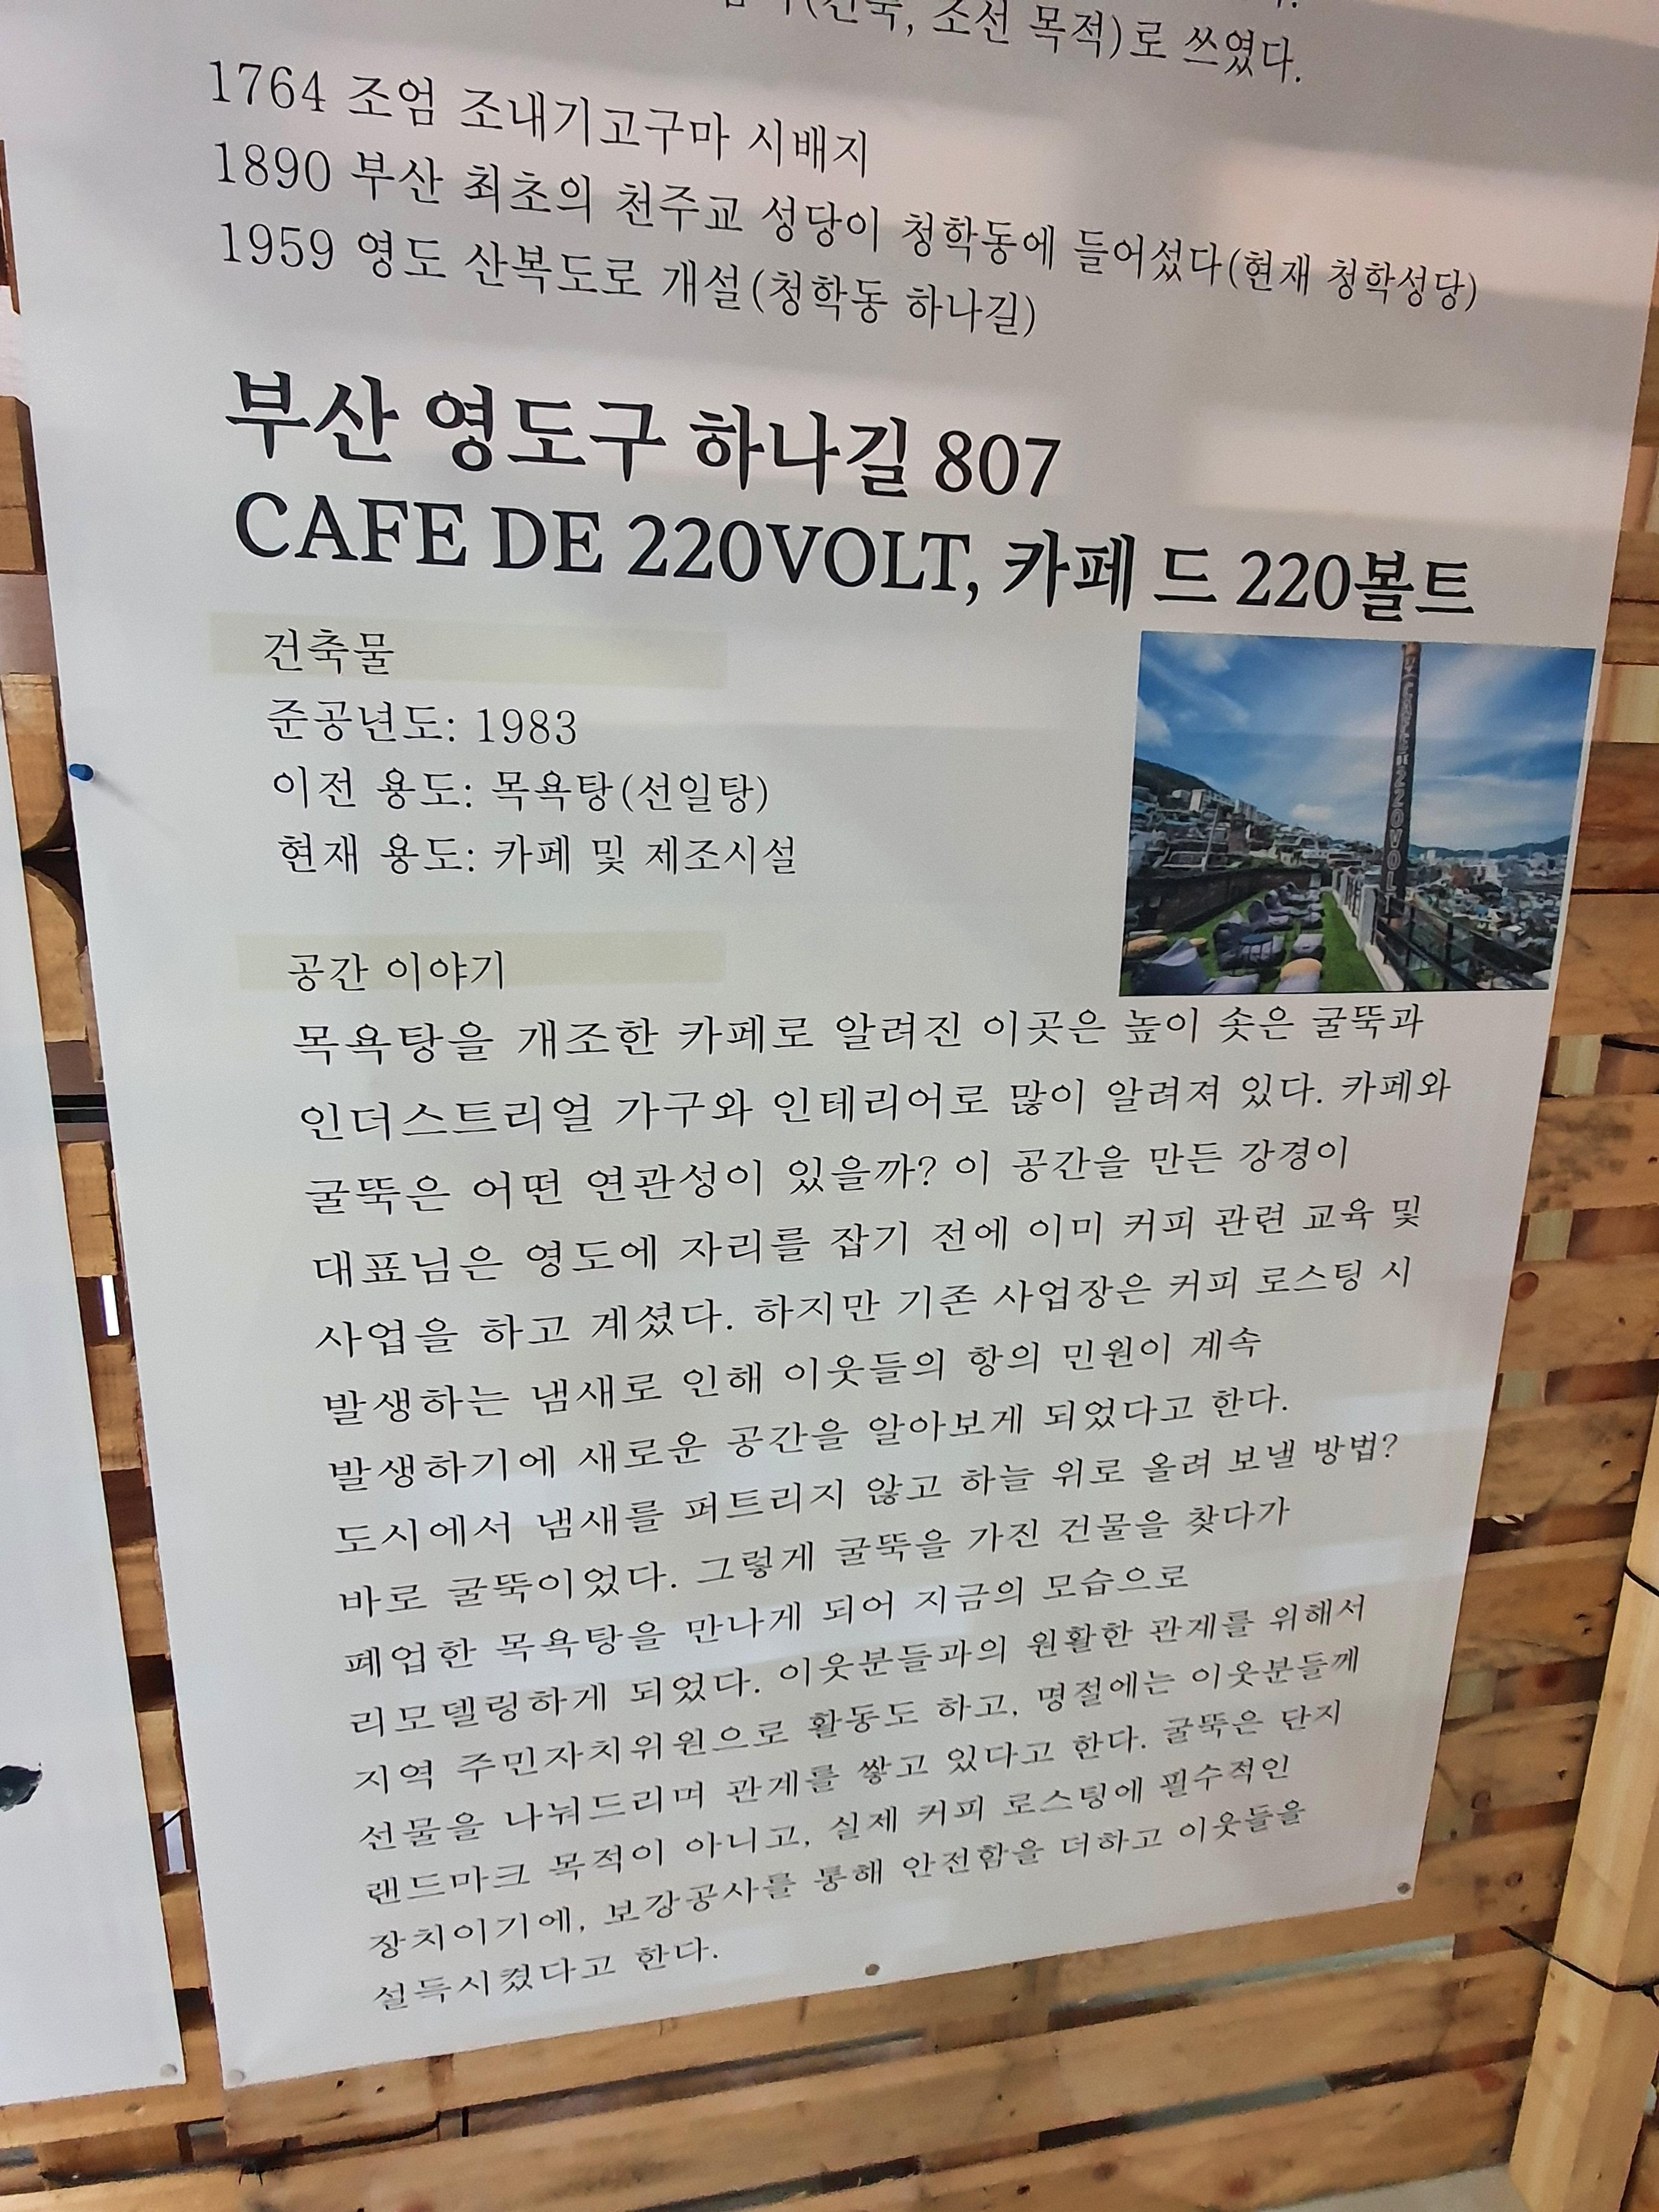 (건축, 조선 목적)로 쓰였다.
1764 조엄 조내기고구마 시배지
1890 부산 최초의 천주교 성당이 청학동에 들어섰다(현재 청학성당)
1959 영도 산복도로 개설(청학동 하나길)
부산 영도구 하나길 807
CAFE DE 220VOLT, 카페 드 220볼트
건축물
준공년도: 1983
이전 용도: 목욕탕(선일탕)
현재 용도: 카페 및 제조시설
CAFE DE 220VOLT
공간 이야기
목욕탕을 개조한 카페로 알려진 이곳은 높이 솟은 굴뚝과
인더스트리얼 가구와 인테리어로 많이 알려져 있다. 카페와
굴뚝은 어떤 연관성이 있을까? 이 공간을 만든 강경이
대표님은 영도에 자리를 잡기 전에 이미 커피 관련 교육 및
사업을 하고 계셨다. 하지만 기존 사업장은 커피 로스팅 시
발생하는 냄새로 인해 이웃들의 항의 민원이 계속
발생하기에 새로운 공간을 알아보게 되었다고 한다.
도시에서 냄새를 퍼트리지 않고 하늘 위로 올려 보낼 방법?
바로 굴뚝이었다. 그렇게 굴뚝을 가진 건물을 찾다가
폐업한 목욕탕을 만나게 되어 지금의 모습으로
리모델링하게 되었다. 이웃분들과의 원활한 관계를 위해서
지역 주민자치위원으로 활동도 하고, 명절에는 이웃분들께
선물을 나눠드리며 관계를 쌓고 있다고 한다. 굴뚝은 단지
랜드마크 목적이 아니고, 실제 커피 로스팅에 필수적인
장치이기에, 보강공사를 통해 안전함을 더하고 이웃들을
설득시켰다고 한다.